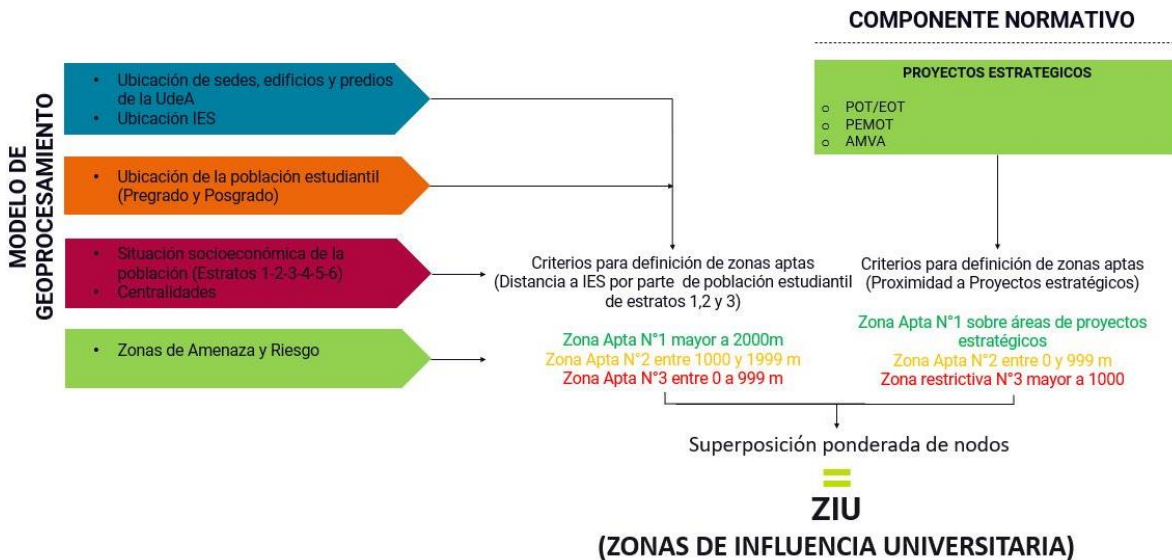 COMPONENTE NORMATIVO
PROYECTOS ESTRATEGICOS
o POT/EOT
o PEMOT
o AMVA
MODELO DE
GEOPROCESAMIENTO
• Ubicación de sedes, edificios y predios
de la UdeA
• Ubicación IES
• Ubicación de la población estudiantil
(Pregrado y Posgrado)
• Situación socioeconómica de la
población (Estratos 1-2-3-4-5-6)
• Centralidades
• Zonas de Amenaza y Riesgo
Criterios para definición de zonas aptas
(Distancia a IES por parte de población estudiantil
de estratos 1,2 y 3)
Zona Apta N°1 mayor a 2000m
Zona Apta N°2 entre 1000 y 1999 m
Zona Apta N°3 entre 0 a 999 m
Criterios para definición de zonas aptas
(Proximidad a Proyectos estratégicos)
Zona Apta N°1 sobre áreas de proyectos
estratégicos
Zona Apta N°2 entre 0 y 999 m
Zona restrictiva N°3 mayor a 1000
Superposición ponderada de nodos
=
ZIU
(ZONAS DE INFLUENCIA UNIVERSITARIA)